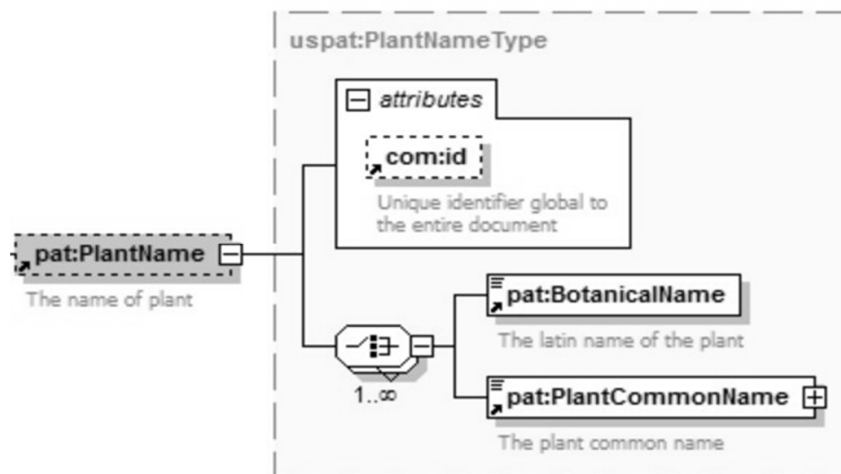 uspat:PlantNameType
attributes
com:id
Unique identifier global to
the entire document
pat:PlantName
The name of plant
1..∞
pat:BotanicalName
The latin name of the plant
pat:PlantCommonName
The plant common name